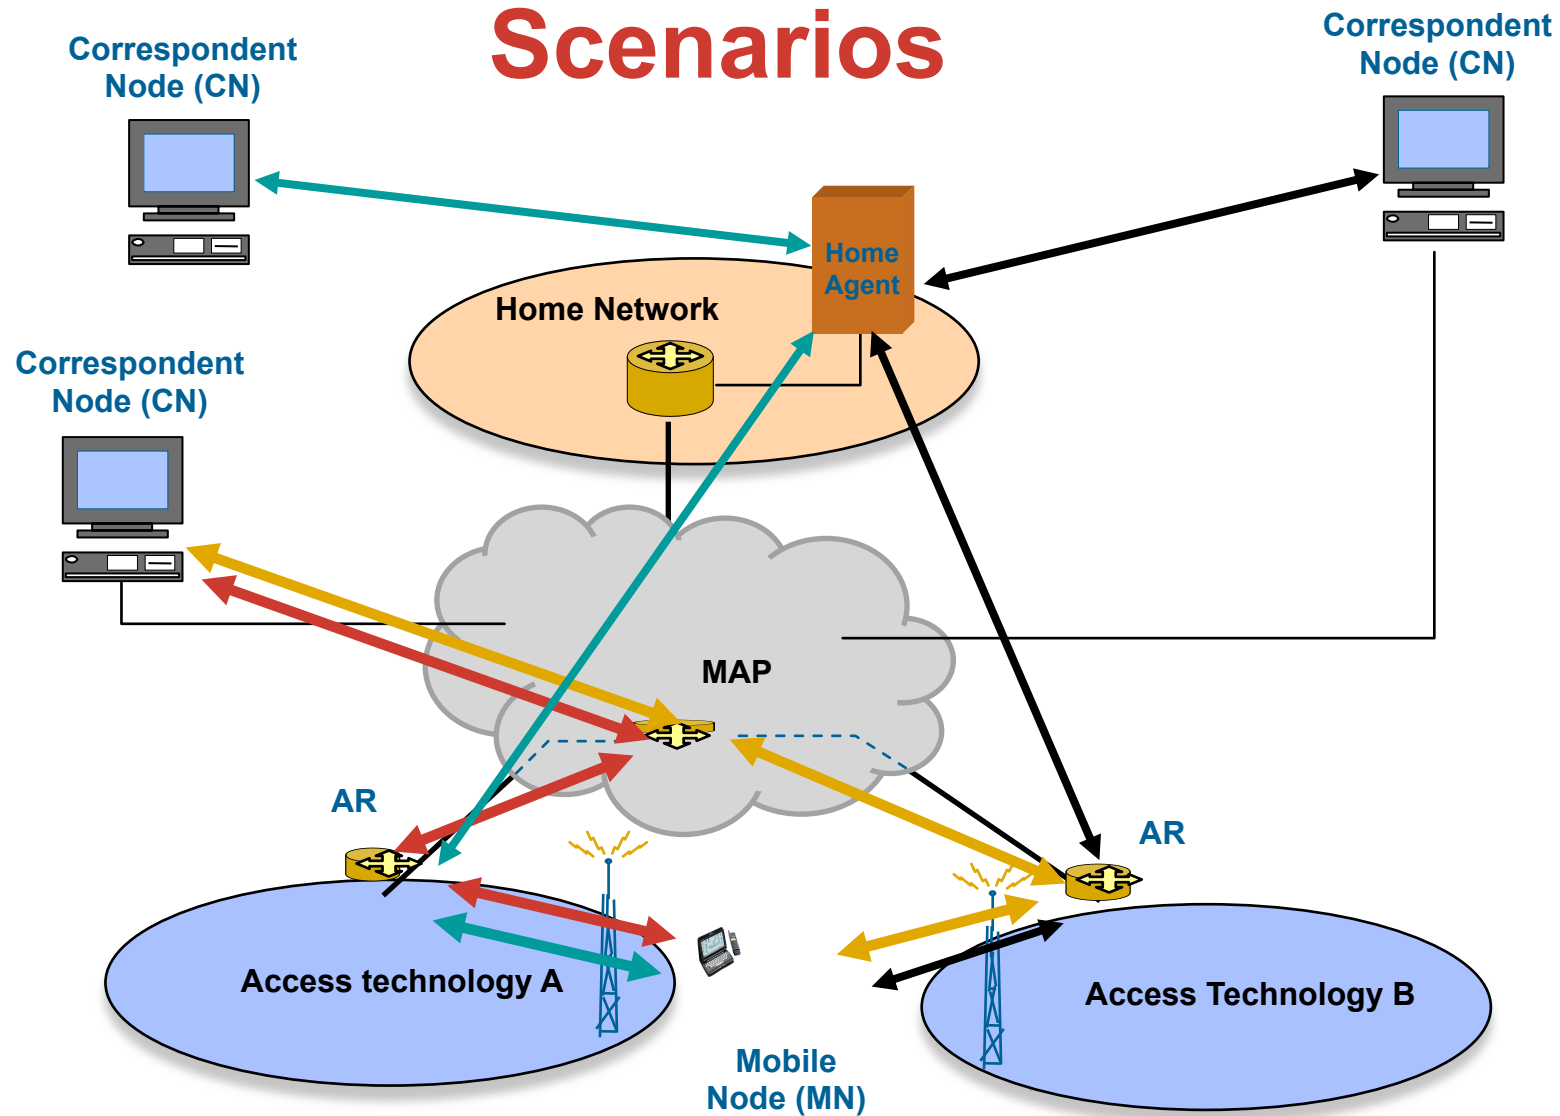 Scenarios
Correspondent
Node (CN)
Correspondent
Node (CN)
Home
Agent
Home Network
Correspondent
Node (CN)
MAP
AR
AR
Access technology A
Access Technology B
Mobile
Node (MN)